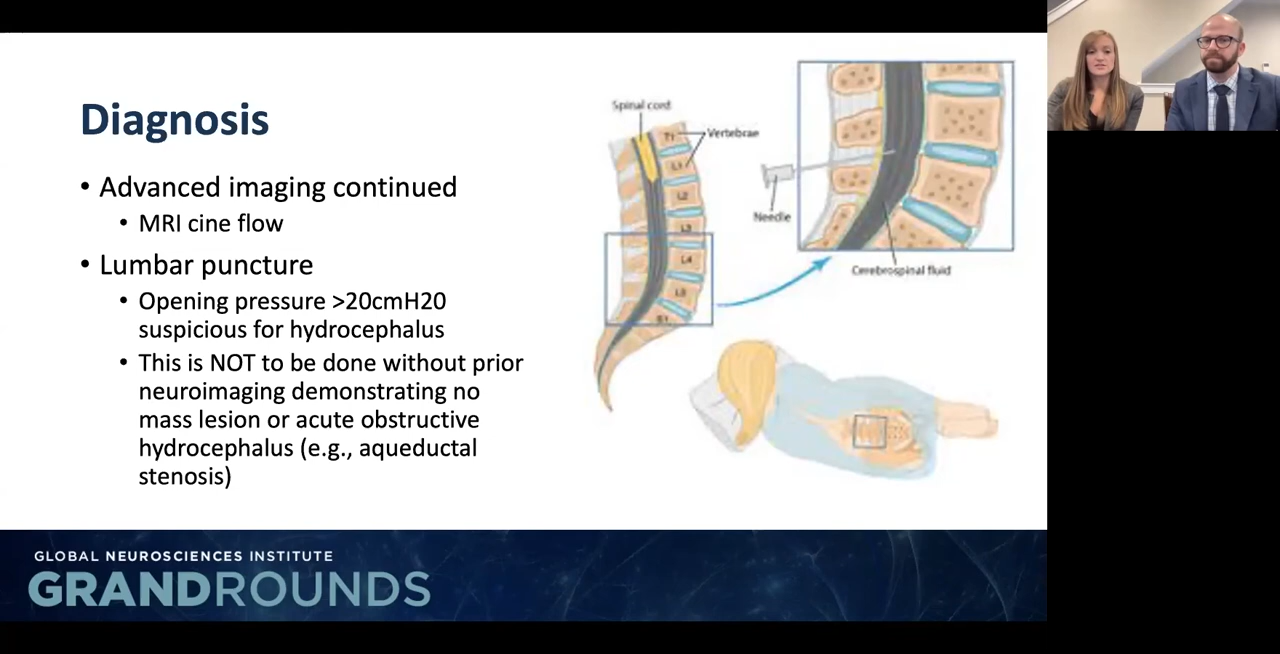 Diagnosis
• Advanced imaging continued
• MRI cine flow
• Lumbar puncture
• Opening pressure >20cmH20
suspicious for hydrocephalus
• This is NOT to be done without prior
neuroimaging demonstrating no
mass lesion or acute obstructive
hydrocephalus (e.g., aqueductal
stenosis)
Spinal cord
Vertebrae
T1
L1
L2
L3
L4
L5
S1
Needle
Cerebrospinal fluid
GLOBAL NEUROSCIENCES INSTITUTE
GRANDROUNDS